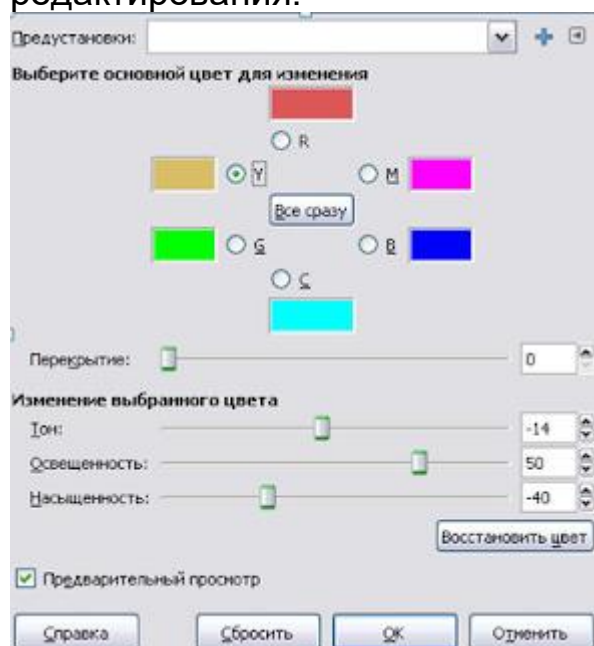 редактирования.
Предустановки:
Выберите основной цвет для изменения
R
Y M
Все сразу
G B
C
Перекрытие: 0
Изменение выбранного цвета
Тон: -14
Освещенность: 50
Насыщенность: -40
Восстановить цвет
Предварительный просмотр
Справка Сбросить OK Отменить